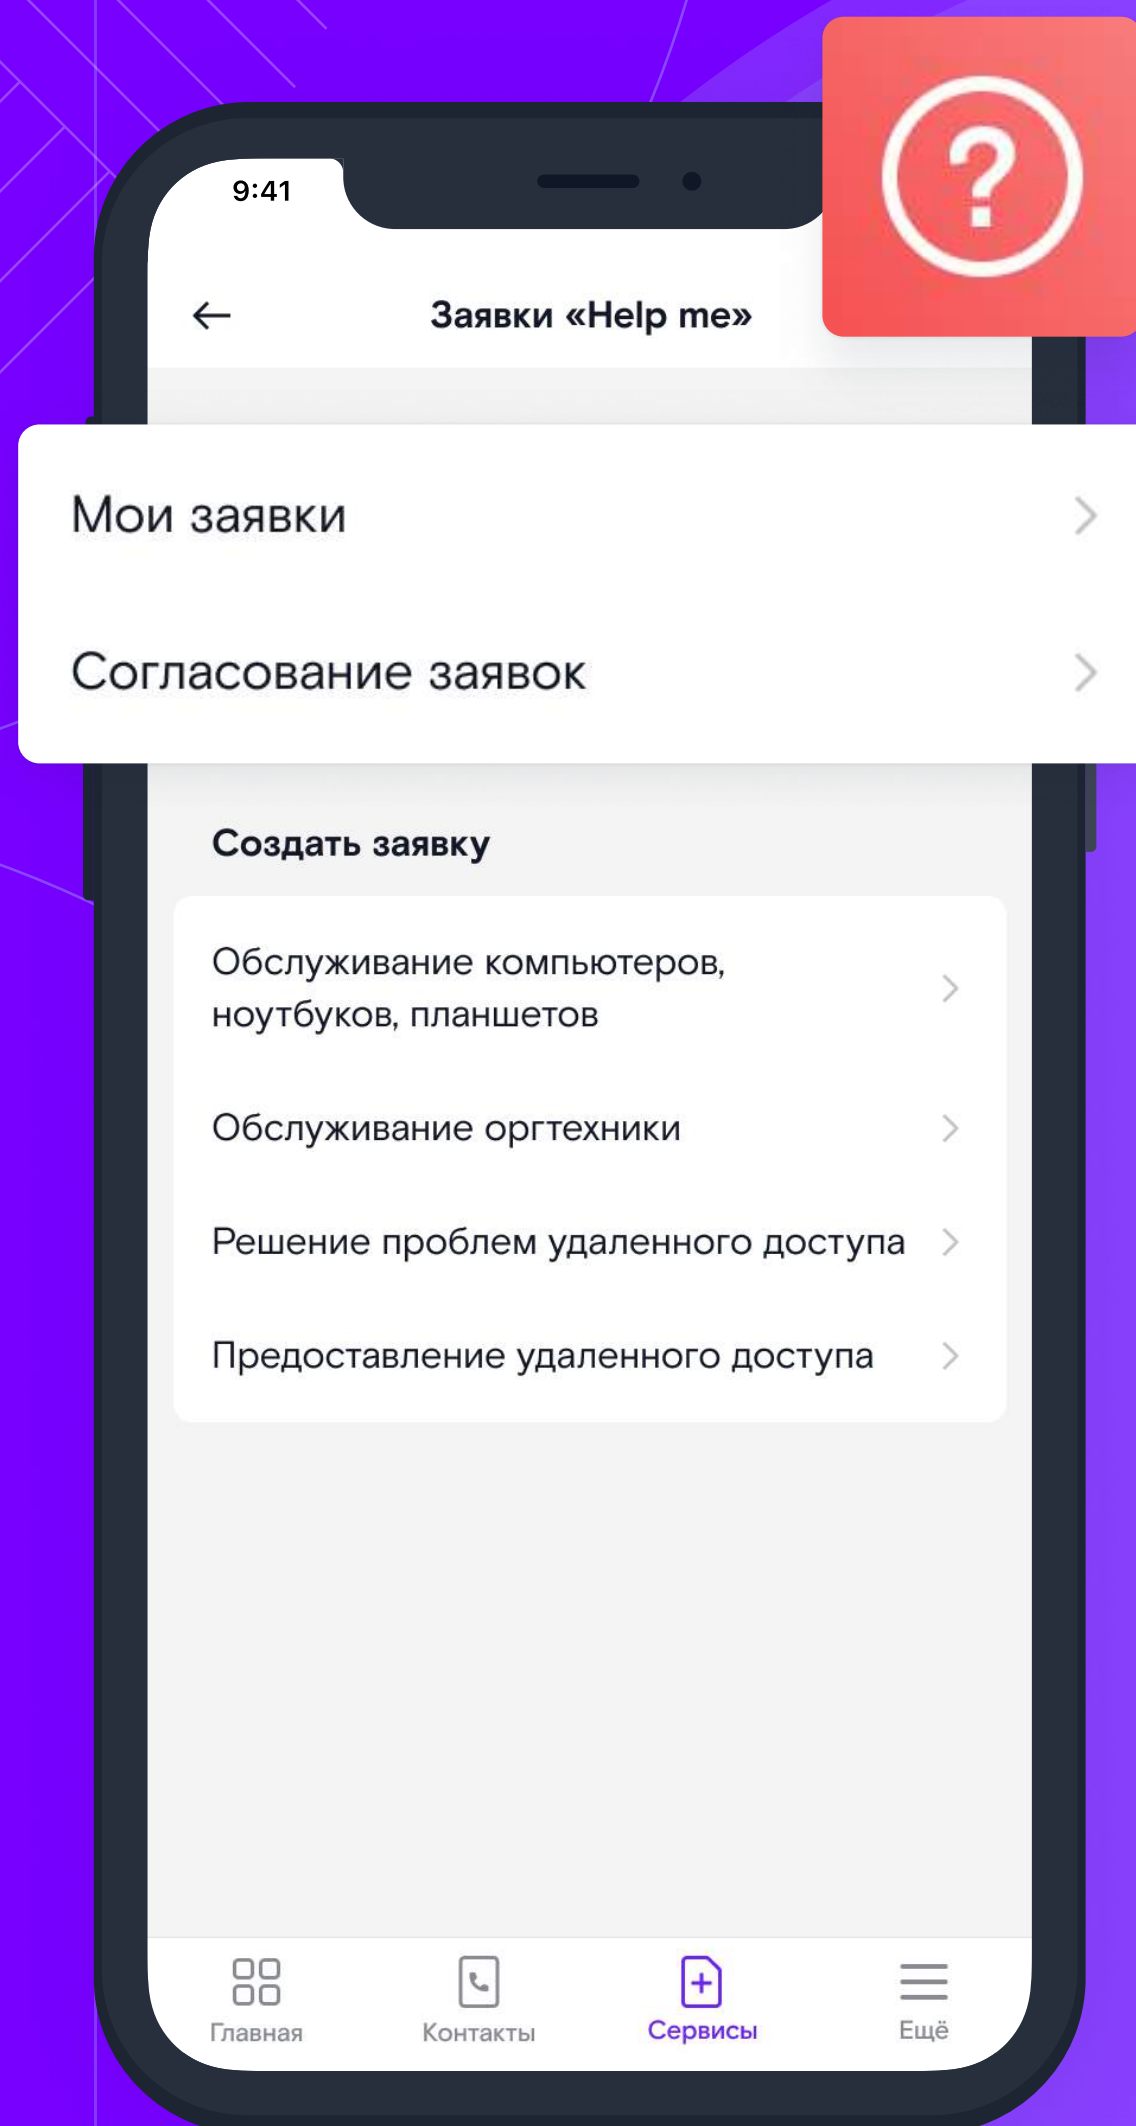 9:41
?
Заявки «Help me»
Мои заявки
Согласование заявок
Создать заявку
Обслуживание компьютеров,
ноутбуков, планшетов
Обслуживание оргтехники
Решение проблем удаленного доступа
Предоставление удаленного доступа
Главная
Контакты
Сервисы
Ещё